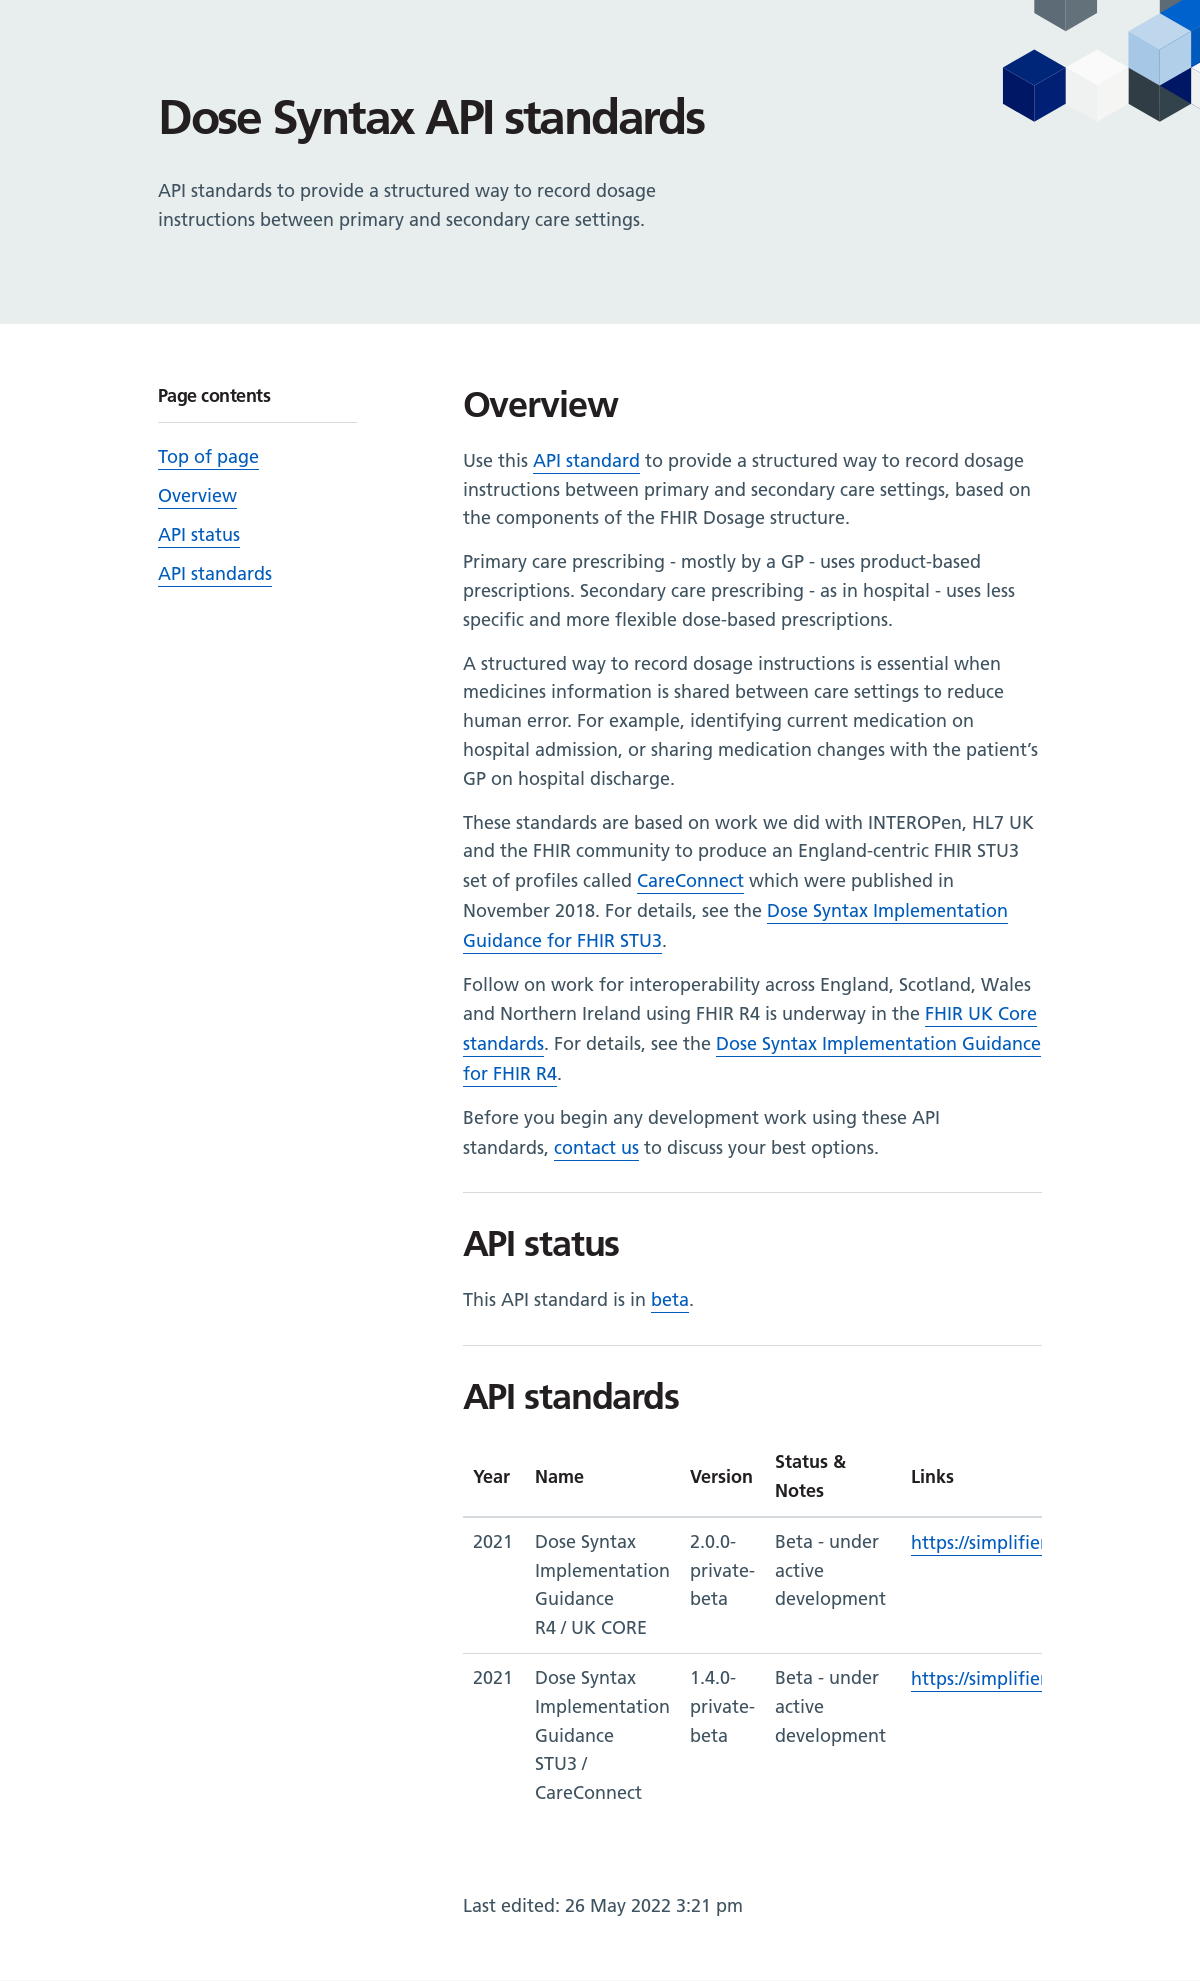 Dose Syntax API standards
API standards to provide a structured way to record dosage
instructions between primary and secondary care settings.
Page contents
Top of page
Overview
API status
API standards
Overview
Use this API standard to provide a structured way to record dosage
instructions between primary and secondary care settings, based on
the components of the FHIR Dosage structure.
Primary care prescribing - mostly by a GP - uses product-based
prescriptions. Secondary care prescribing - as in hospital - uses less
specific and more flexible dose-based prescriptions.
A structured way to record dosage instructions is essential when
medicines information is shared between care settings to reduce
human error. For example, identifying current medication on
hospital admission, or sharing medication changes with the patient’s
GP on hospital discharge.
These standards are based on work we did with INTEROPen, HL7 UK
and the FHIR community to produce an England-centric FHIR STU3
set of profiles called CareConnect which were published in
November 2018. For details, see the Dose Syntax Implementation
Guidance for FHIR STU3.
Follow on work for interoperability across England, Scotland, Wales
and Northern Ireland using FHIR R4 is underway in the FHIR UK Core
standards. For details, see the Dose Syntax Implementation Guidance
for FHIR R4.
Before you begin any development work using these API
standards, contact us to discuss your best options.
API status
This API standard is in beta.
API standards
Year Name Version Status & Notes Links
2021 Dose Syntax 2.0.0- Beta - under https://simplifier
Implementation private- active
Guidance beta development
R4 / UK CORE
2021 Dose Syntax 1.4.0- Beta - under https://simplifier
Implementation private- active
Guidance beta development
STU3 /
CareConnect
Last edited: 26 May 2022 3:21 pm